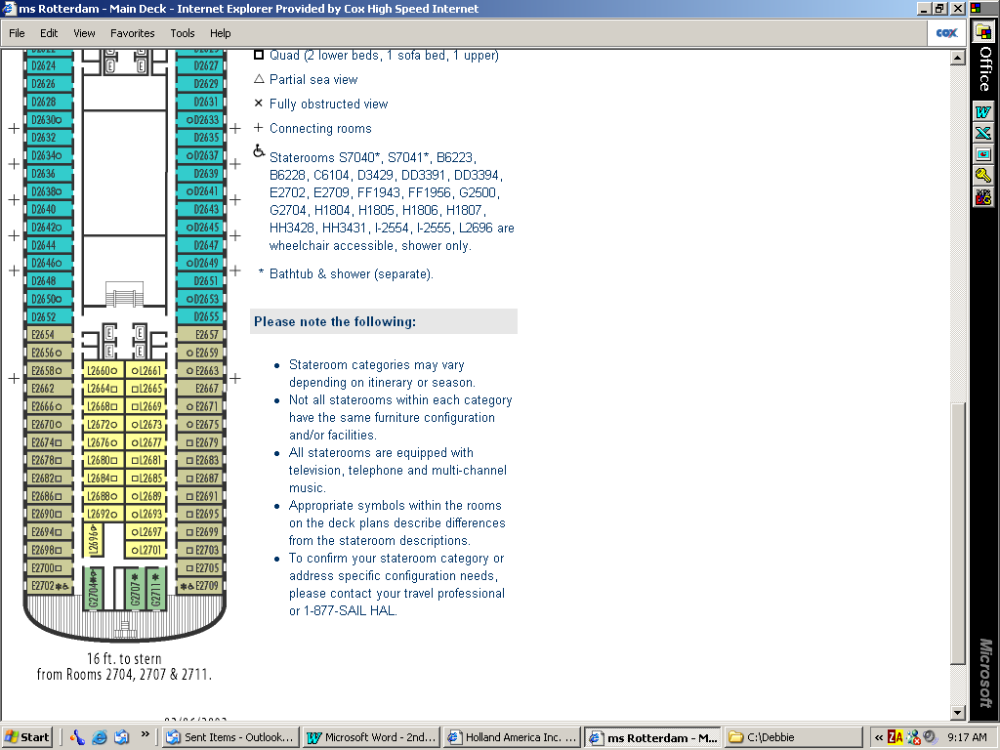 ms Rotterdam - Main Deck - Internet Explorer Provided by Cox High Speed Internet
File Edit View Favorites Tools Help
cox
Office
Microsoft
D2624 D2627
D2626 D2629
D2628 D2631
D2630 D2633
D2632 D2635
D2634 D2637
D2636 D2639
D2638 D2641
D2640 D2643
D2642 D2645
D2644 D2647
D2646 D2649
D2648 D2651
D2650 D2653
D2652 D2655
E2654 E2657
E2656 E2659
E2658 L2660 L2661 E2663
E2662 L2664 L2665 E2667
E2666 L2668 L2669 E2671
E2670 L2672 L2673 E2675
E2674 L2676 L2677 E2679
E2678 L2680 L2681 E2683
E2682 L2684 L2685 E2687
E2686 L2688 L2689 E2691
E2690 L2692 L2693 E2695
E2694 L2696 L2697 E2699
E2698 L2701 E2703
E2700 E2705
E2702 G2704 G2707 G2711 E2709
16 ft. to stern
from Rooms 2704, 2707 & 2711.
Quad (2 lower beds, 1 sofa bed, 1 upper)
△ Partial sea view
× Fully obstructed view
+ Connecting rooms
Staterooms S7040*, S7041*, B6223,
B6228, C6104, D3429, DD3391, DD3394,
E2702, E2709, FF1943, FF1956, G2500,
G2704, H1804, H1805, H1806, H1807,
HH3428, HH3431, I-2554, I-2555, L2696 are
wheelchair accessible, shower only.
* Bathtub & shower (separate).
Please note the following:
• Stateroom categories may vary
depending on itinerary or season.
• Not all staterooms within each category
have the same furniture configuration
and/or facilities.
• All staterooms are equipped with
television, telephone and multi-channel
music.
• Appropriate symbols within the rooms
on the deck plans describe differences
from the stateroom descriptions.
• To confirm your stateroom category or
address specific configuration needs,
please contact your travel professional
or 1-877-SAIL HAL.
Start » Sent Items - Outlook... Microsoft Word - 2nd... Holland America Inc. ... ms Rotterdam - M... C:\Debbie « ZA 9:17 AM